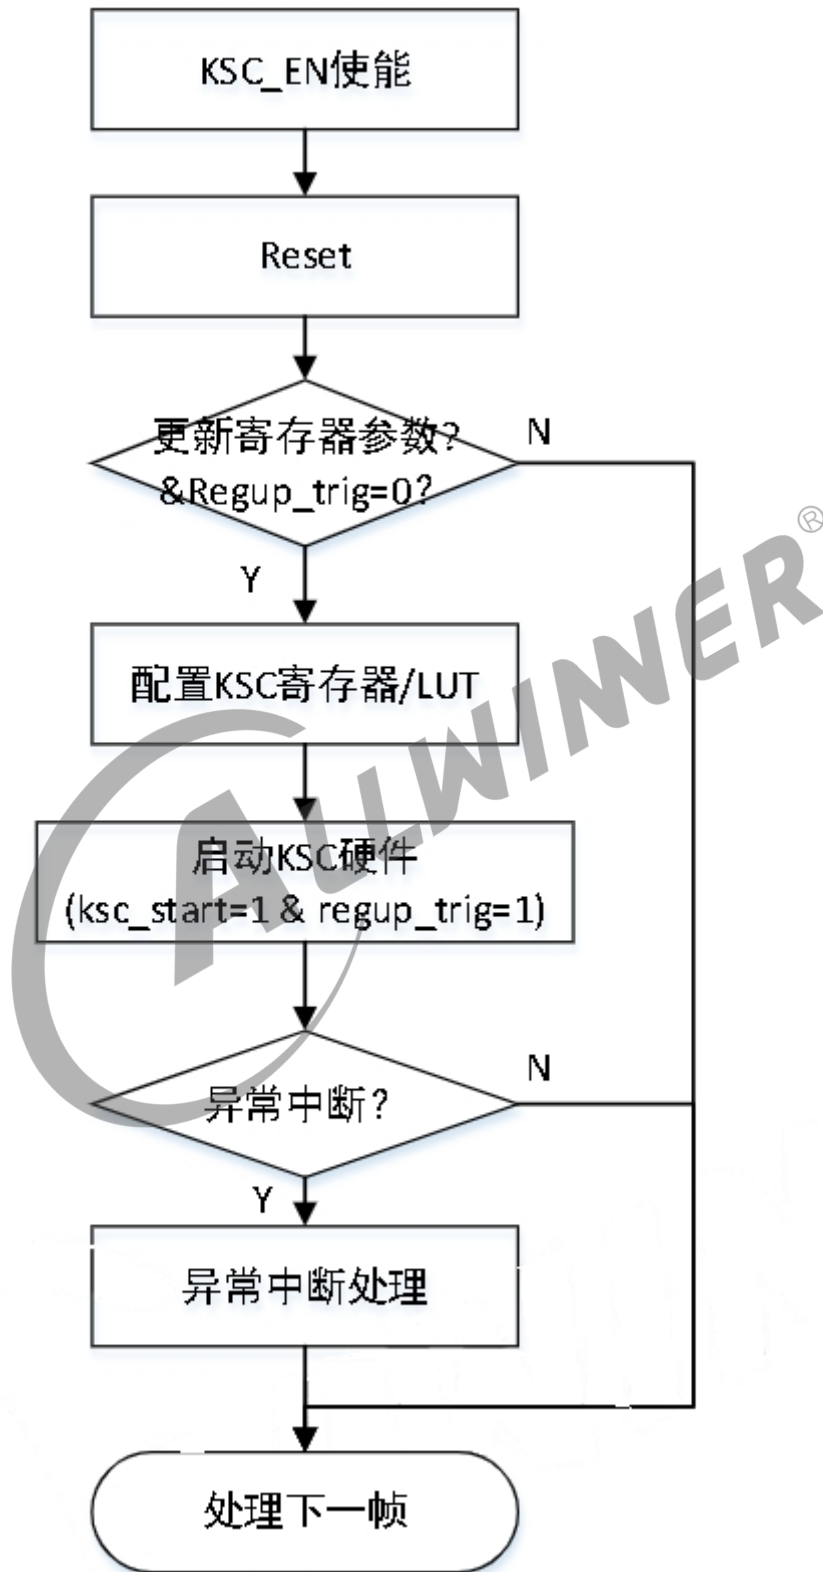 KSC_EN使能
Reset
更新寄存器参数?
N
&Regup_trig=0?
Y
配置KSC寄存器/LUT
启动KSC硬件
(ksc_start=1 & regup_trig=1)
N
异常中断?
Y
异常中断处理
处理下一帧
ALLWINNER®